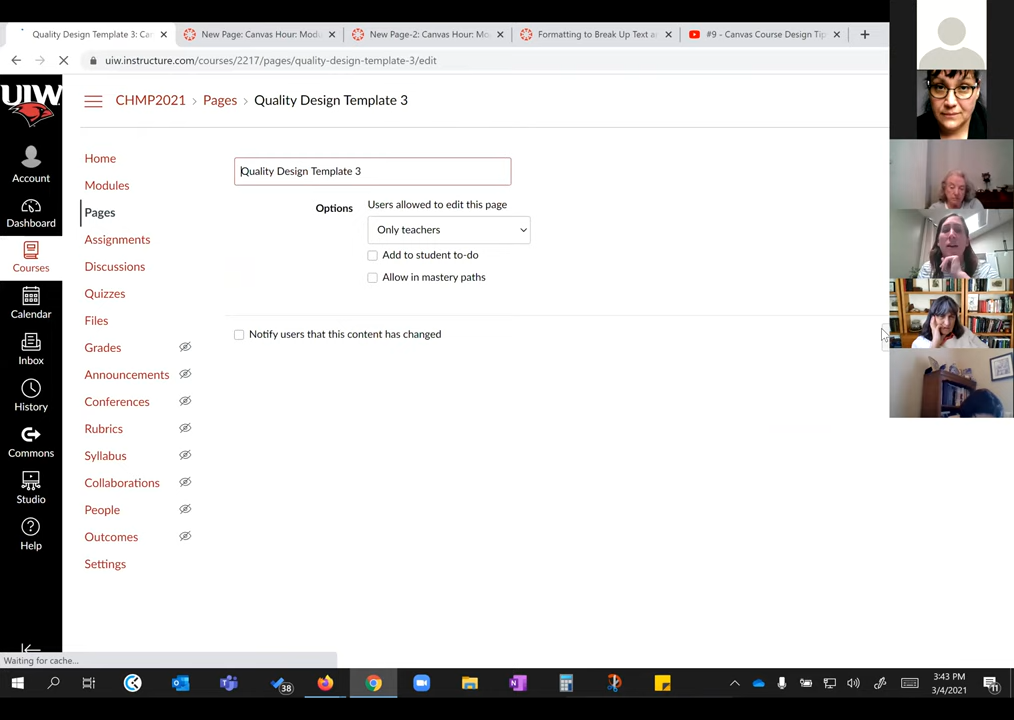 Quality Design Template 3: Ca
New Page: Canvas Hour: Modu
New Page-2: Canvas Hour: Mo
Formatting to Break Up Text a
#9 - Canvas Course Design Tip
uiw.instructure.com/courses/2217/pages/quality-design-template-3/edit
UIW
CHMP2021 > Pages > Quality Design Template 3
Account
Dashboard
Courses
Calendar
Inbox
History
Commons
Studio
Help
Home
Modules
Pages
Assignments
Discussions
Quizzes
Files
Grades
Announcements
Conferences
Rubrics
Syllabus
Collaborations
People
Outcomes
Settings
Quality Design Template 3
Options
Users allowed to edit this page
Only teachers
Add to student to-do
Allow in mastery paths
Notify users that this content has changed
Waiting for cache...
38
3:43 PM
3/4/2021
11